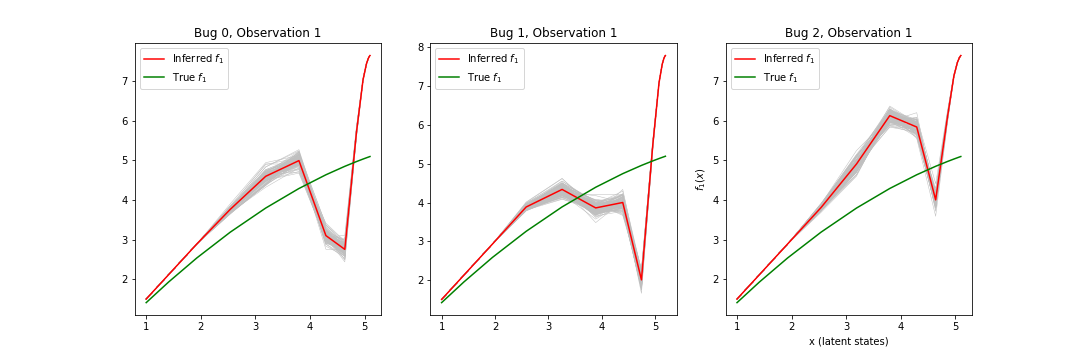 Bug 0, Observation 1
Inferred f1
True f1
7
6
5
4
3
2
1 2 3 4 5
Bug 1, Observation 1
Inferred f1
True f1
8
7
6
5
4
3
2
1 2 3 4 5
Bug 2, Observation 1
Inferred f1
True f1
f1(x)
7
6
5
4
3
2
1 2 3 4 5
x (latent states)